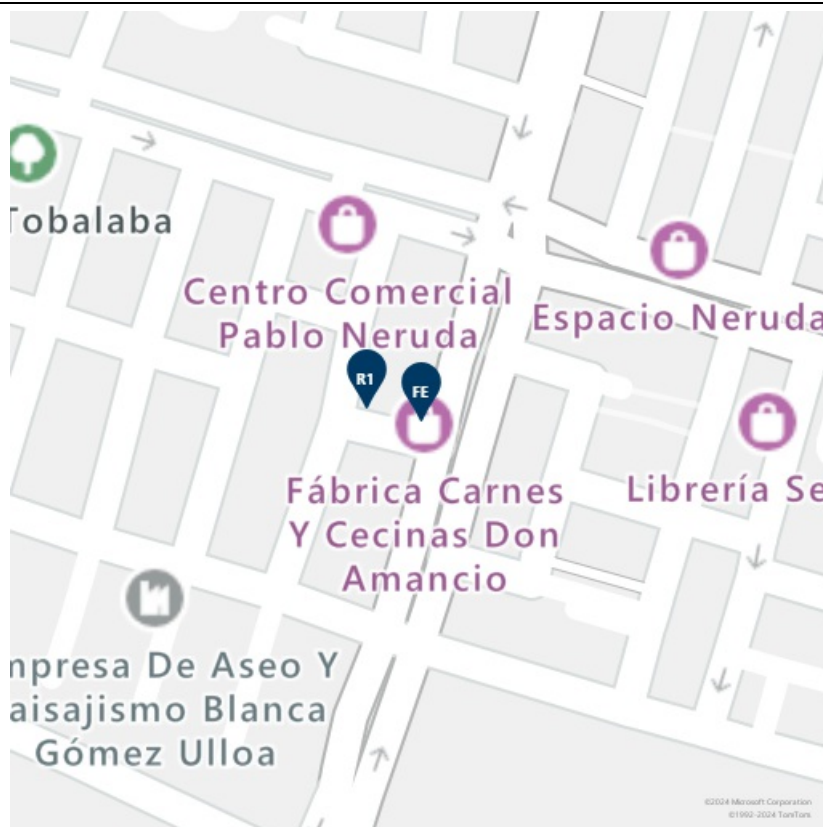 Tobalaba
Centro Comercial
Pablo Neruda
Espacio Neruda
R1
FE
Fábrica Carnes
Y Cecinas Don
Amancio
Librería Se
mpresa De Aseo Y
aisajismo Blanca
Gómez Ulloa
©2024 Microsoft Corporation
©1992-2024 TomTom